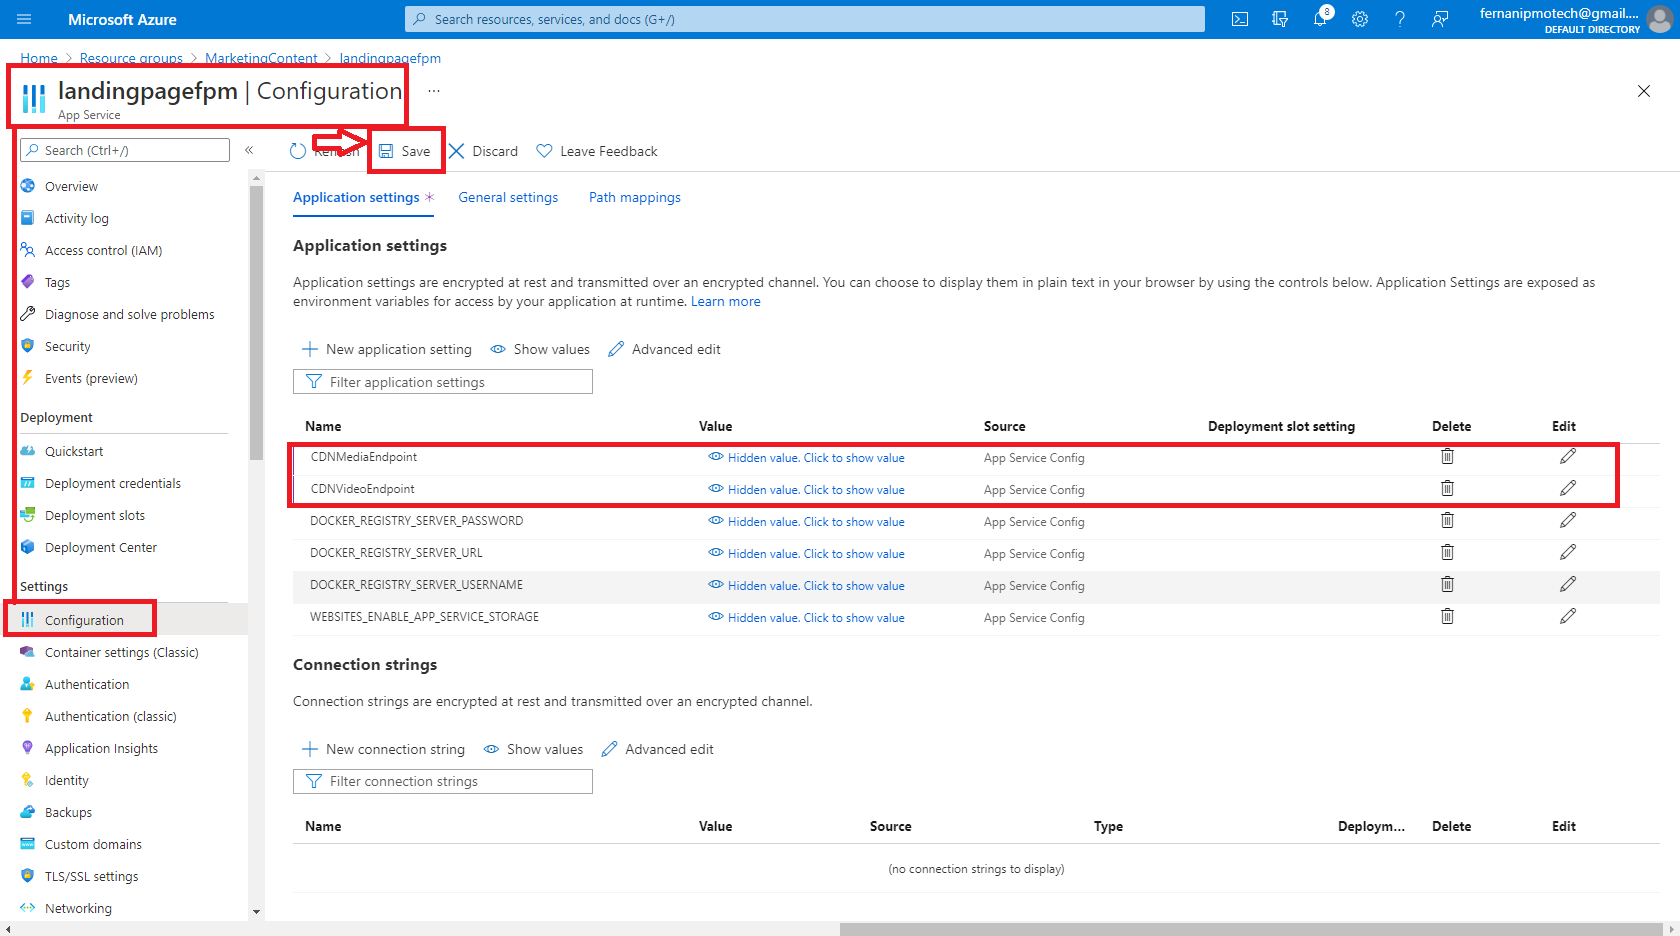 Microsoft Azure
Search resources, services, and docs (G+/)
8
fernanipmotech@gmail....
DEFAULT DIRECTORY
Home > Resource groups > MarketingContent > landingpagefpm
landingpagefpm | Configuration ...
App Service
Search (Ctrl+/)
«
Refresh
Save
Discard
Leave Feedback
Overview
Activity log
Access control (IAM)
Tags
Diagnose and solve problems
Security
Events (preview)
Deployment
Quickstart
Deployment credentials
Deployment slots
Deployment Center
Settings
Configuration
Container settings (Classic)
Authentication
Authentication (classic)
Application Insights
Identity
Backups
Custom domains
TLS/SSL settings
Networking
Application settings * General settings Path mappings
Application settings
Application settings are encrypted at rest and transmitted over an encrypted channel. You can choose to display them in plain text in your browser by using the controls below. Application Settings are exposed as
environment variables for access by your application at runtime. Learn more
New application setting Show values Advanced edit
Filter application settings
Name Value Source Deployment slot setting Delete Edit
CDNMediaEndpoint Hidden value. Click to show value App Service Config
CDNVideoEndpoint Hidden value. Click to show value App Service Config
DOCKER_REGISTRY_SERVER_PASSWORD Hidden value. Click to show value App Service Config
DOCKER_REGISTRY_SERVER_URL Hidden value. Click to show value App Service Config
DOCKER_REGISTRY_SERVER_USERNAME Hidden value. Click to show value App Service Config
WEBSITES_ENABLE_APP_SERVICE_STORAGE Hidden value. Click to show value App Service Config
Connection strings
Connection strings are encrypted at rest and transmitted over an encrypted channel.
New connection string Show values Advanced edit
Filter connection strings
Name Value Source Type Deploym... Delete Edit
(no connection strings to display)